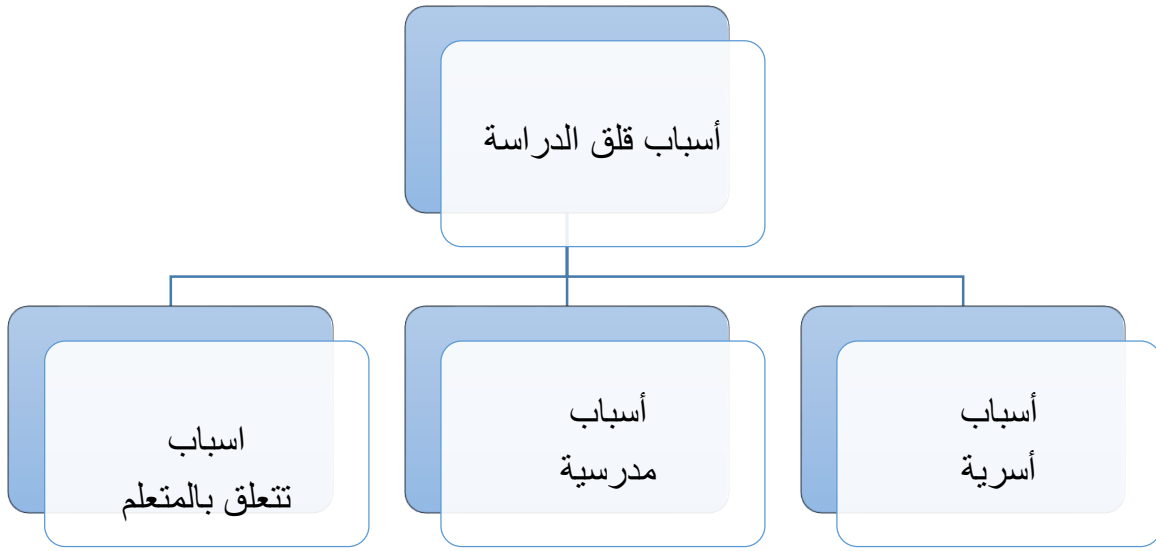 أسباب قلق الدراسة
أسباب
أسرية
أسباب
مدرسية
اسباب
تتعلق بالمتعلم